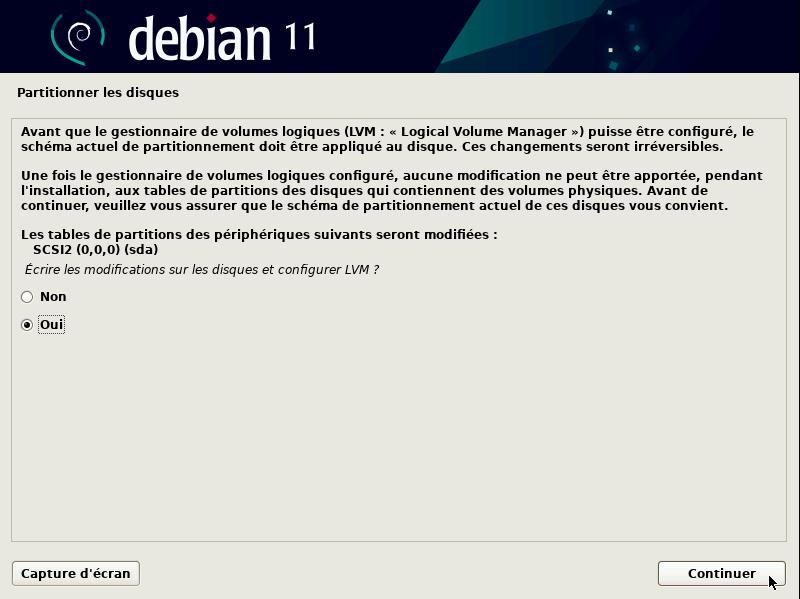 debian 11
Partitionner les disques
Avant que le gestionnaire de volumes logiques (LVM : « Logical Volume Manager ») puisse être configuré, le
schéma actuel de partitionnement doit être appliqué au disque. Ces changements seront irréversibles.
Une fois le gestionnaire de volumes logiques configuré, aucune modification ne peut être apportée, pendant
l'installation, aux tables de partitions des disques qui contiennent des volumes physiques. Avant de
continuer, veuillez vous assurer que le schéma de partitionnement actuel de ces disques vous convient.
Les tables de partitions des périphériques suivants seront modifiées :
SCSI2 (0,0,0) (sda)
Écrire les modifications sur les disques et configurer LVM ?
Non
Oui
Capture d'écran
Continuer